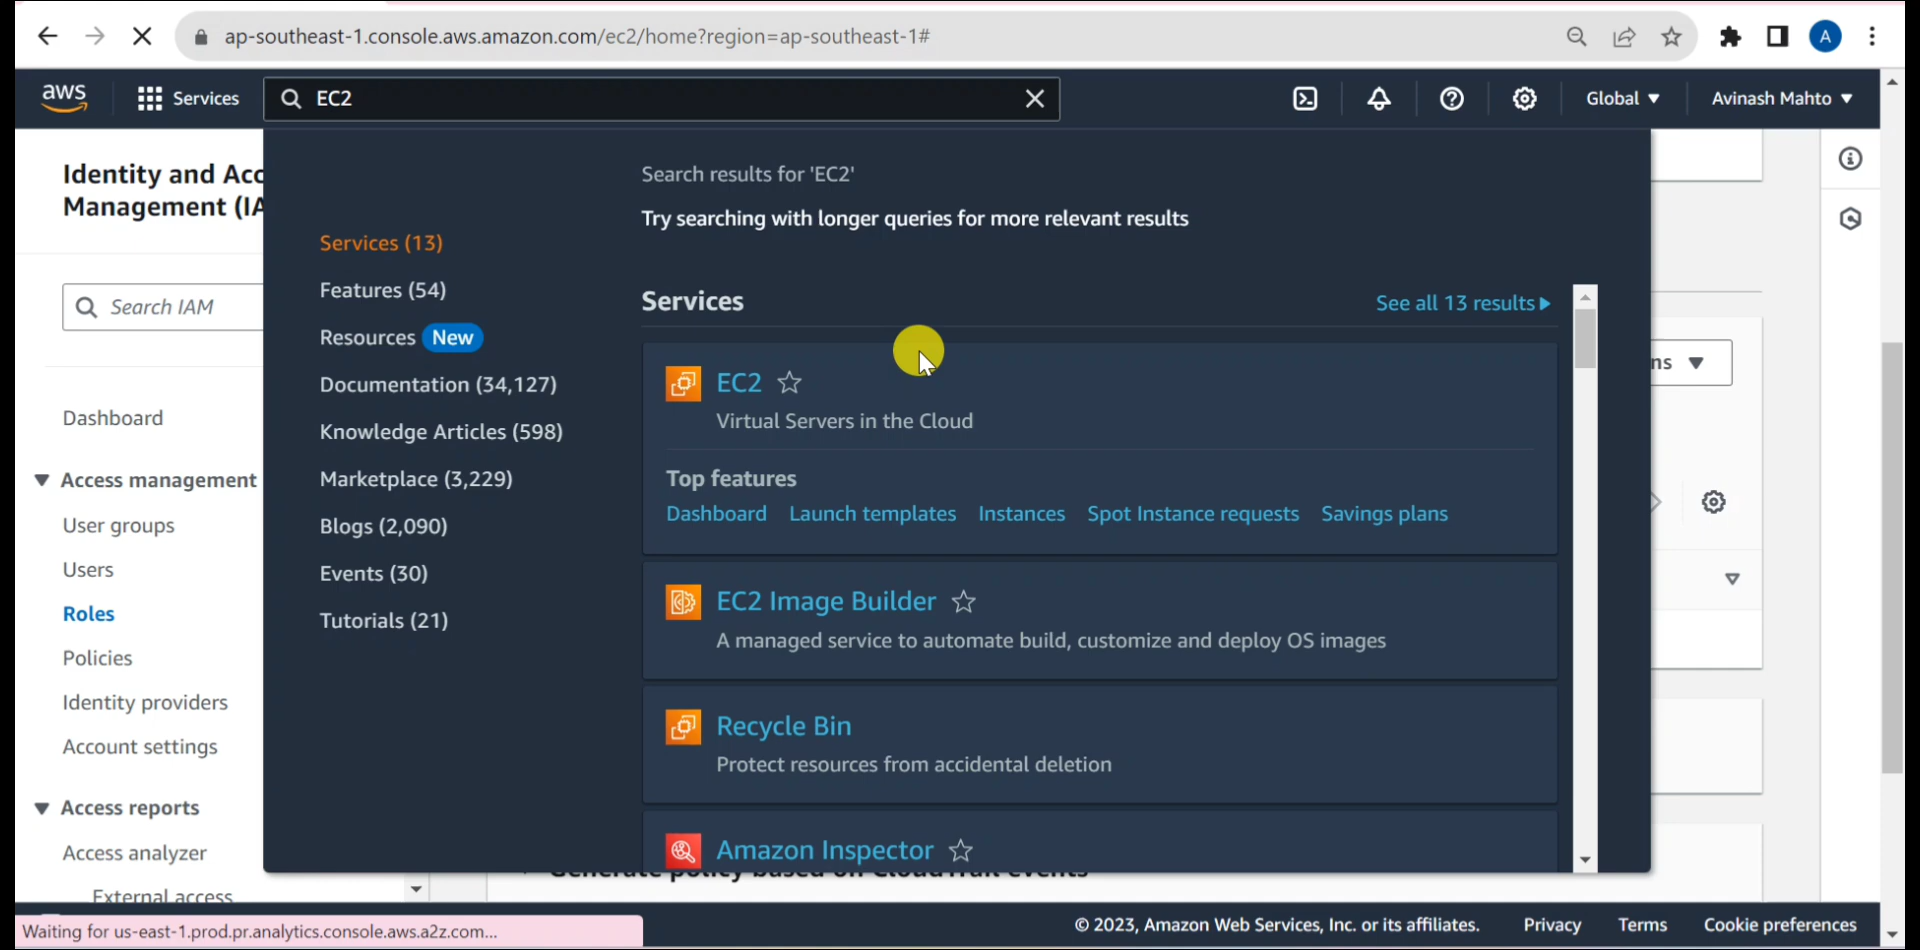 ap-southeast-1.console.aws.amazon.com/ec2/home?region=ap-southeast-1#
A
aws
Services
EC2
Global
Avinash Mahto
Identity and Acc
Management (IA
Search IAM
Dashboard
Access management
User groups
Users
Roles
Policies
Identity providers
Account settings
Access reports
Access analyzer
External access
Services (13)
Features (54)
Resources New
Documentation (34,127)
Knowledge Articles (598)
Marketplace (3,229)
Blogs (2,090)
Events (30)
Tutorials (21)
Search results for 'EC2'
Try searching with longer queries for more relevant results
Services
See all 13 results
EC2
Virtual Servers in the Cloud
Top features
Dashboard Launch templates Instances Spot Instance requests Savings plans
EC2 Image Builder
A managed service to automate build, customize and deploy OS images
Recycle Bin
Protect resources from accidental deletion
Amazon Inspector
ns
Generate policy based on CloudTrail events
Waiting for us-east-1.prod.pr.analytics.console.aws.a2z.com...
© 2023, Amazon Web Services, Inc. or its affiliates.
Privacy
Terms
Cookie preferences